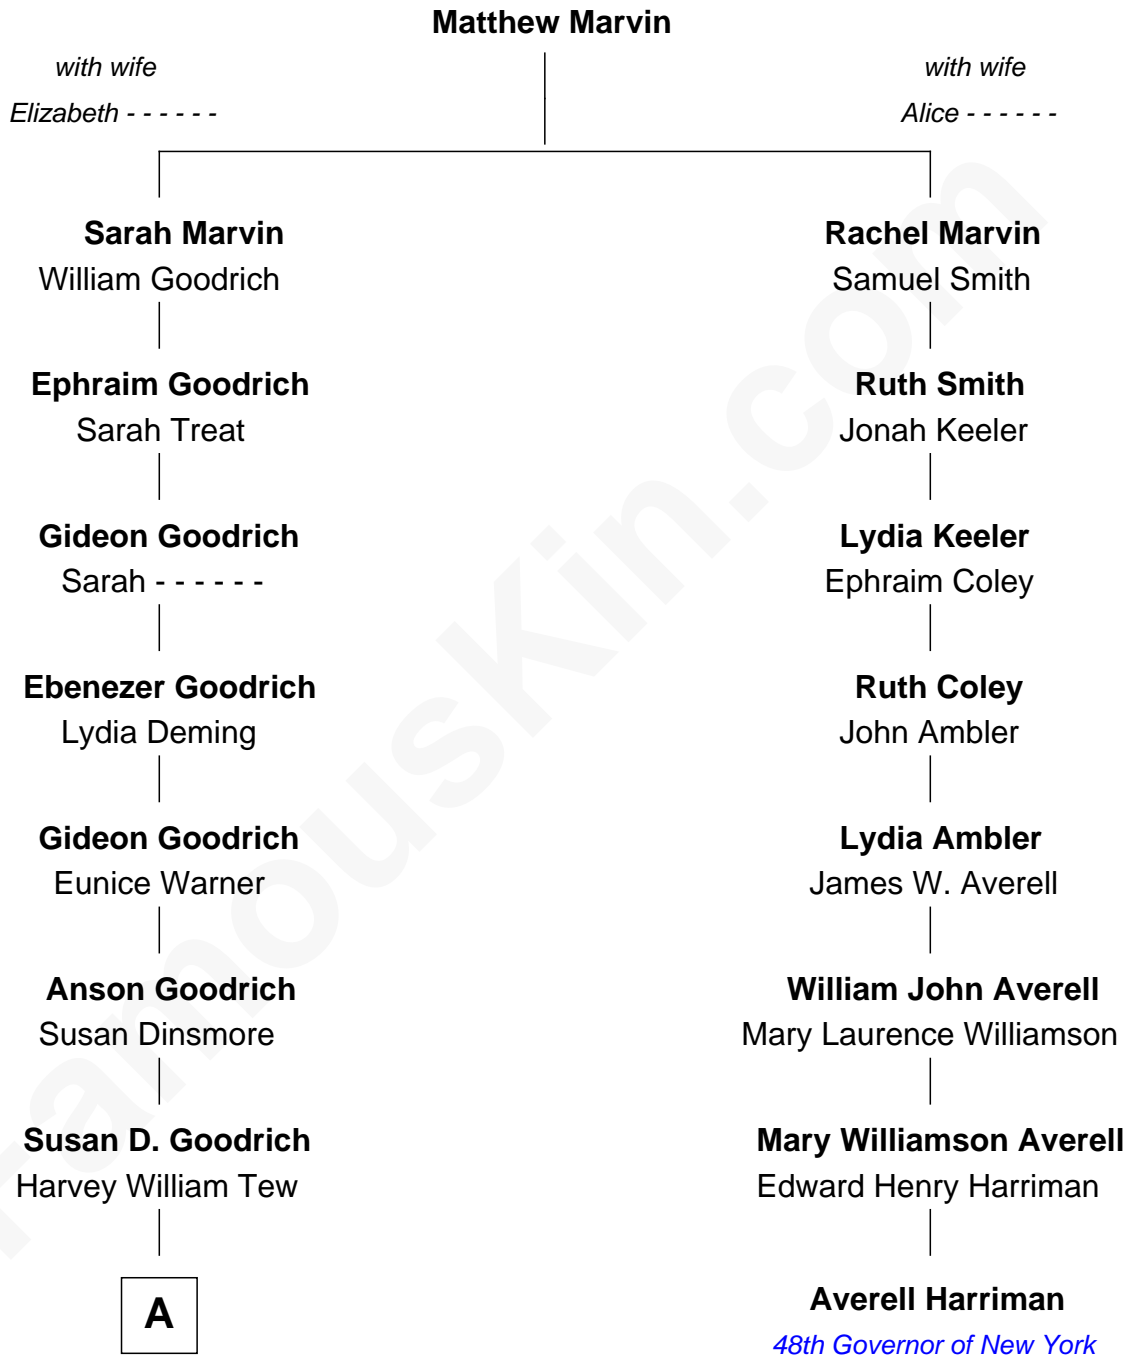 Matthew Marvin
with wife
Elizabeth - - - - - -
with wife
Alice - - - - - -
Sarah Marvin
William Goodrich
Rachel Marvin
Samuel Smith
Ephraim Goodrich
Sarah Treat
Ruth Smith
Jonah Keeler
Gideon Goodrich
Sarah - - - - - -
Lydia Keeler
Ephraim Coley
Ebenezer Goodrich
Lydia Deming
Ruth Coley
John Ambler
Gideon Goodrich
Eunice Warner
Lydia Ambler
James W. Averell
Anson Goodrich
Susan Dinsmore
William John Averell
Mary Laurence Williamson
Susan D. Goodrich
Harvey William Tew
Mary Williamson Averell
Edward Henry Harriman
A
Averell Harriman
48th Governor of New York
FamousKin.com